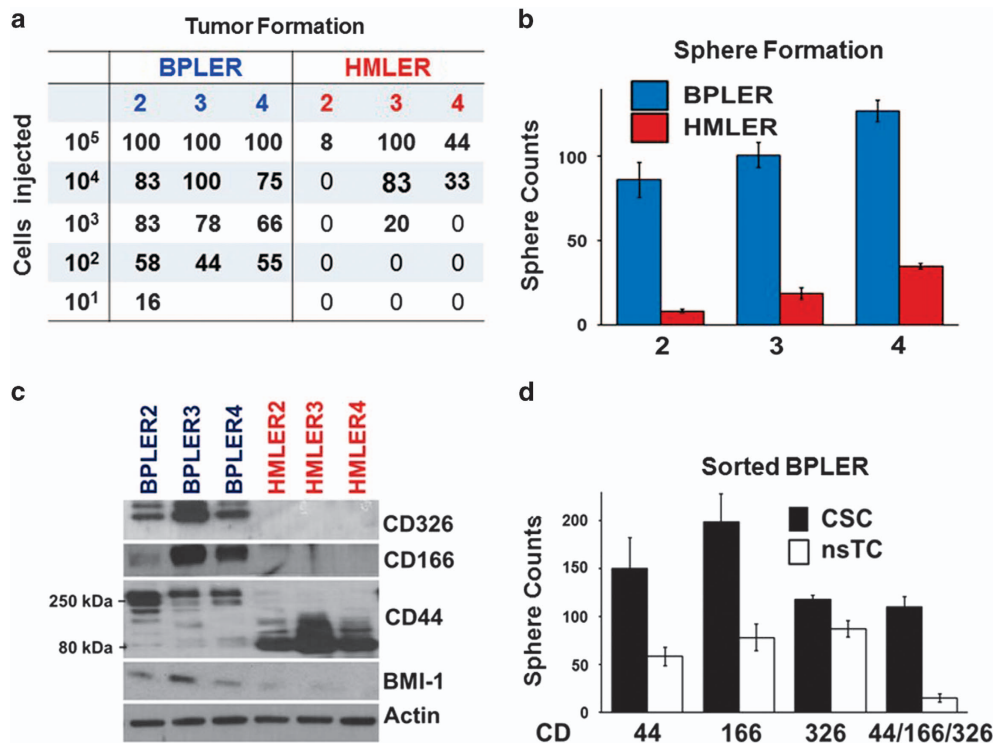 a
Tumor Formation
BPLER HMLER
2 3 4 2 3 4
Cells injected
10⁵ 100 100 100 8 100 44
10⁴ 83 100 75 0 83 33
10³ 83 78 66 0 20 0
10² 58 44 55 0 0 0
10¹ 16 0 0 0
b
Sphere Formation
BPLER
HMLER
Sphere Counts
100
50
0
2 3 4
c
BPLER2 BPLER3 BPLER4 HMLER2 HMLER3 HMLER4
CD326
CD166
250 kDa
CD44
80 kDa
BMI-1
Actin
d
Sorted BPLER
CSC
nsTC
Sphere Counts
200
150
100
50
0
CD 44 166 326 44/166/326